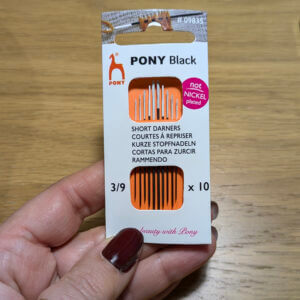 # 09835
PONY Black
PONY
not
NICKEL
plated
SHORT DARNERS
COURTES À REPRISER
KURZE STOPFNADELN
CORTAS PARA ZURCIR
RAMMENDO
3/9 x 10
beauty with Pony